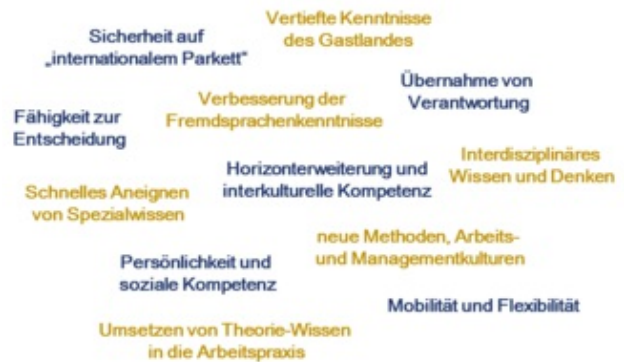 Vertiefte Kenntnisse
des Gastlandes
Sicherheit auf
„internationalem Parkett“
Übernahme von
Verantwortung
Verbesserung der
Fremdsprachenkenntnisse
Fähigkeit zur
Entscheidung
Interdisziplinäres
Wissen und Denken
Horizonterweiterung und
interkulturelle Kompetenz
Schnelles Aneignen
von Spezialwissen
neue Methoden, Arbeits-
und Managementkulturen
Persönlichkeit und
soziale Kompetenz
Mobilität und Flexibilität
Umsetzen von Theorie-Wissen
in die Arbeitspraxis